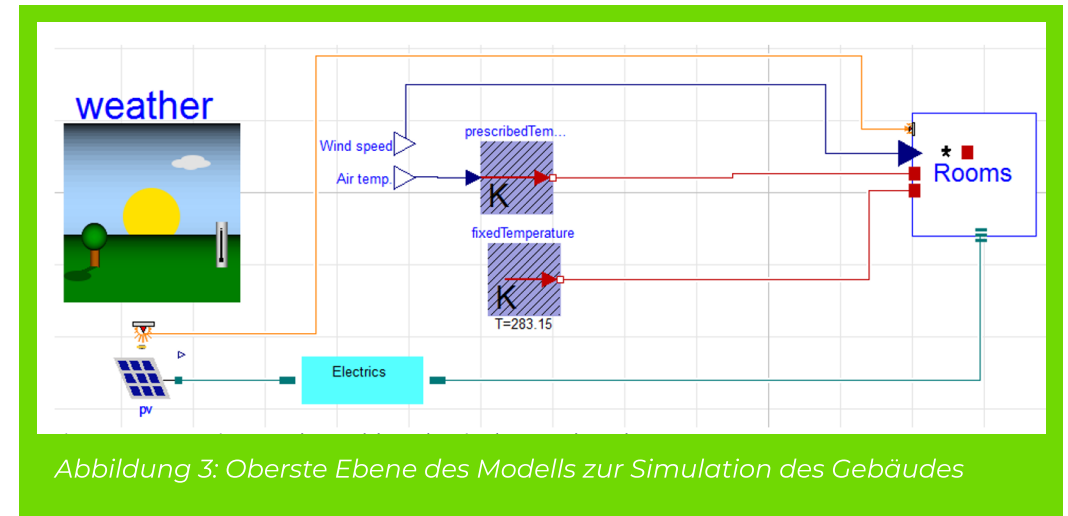 weather
Wind speed
Air temp.
prescribedTem...
K
* Rooms
fixedTemperature
K
T=283.15
Electrics
pv
Abbildung 3: Oberste Ebene des Modells zur Simulation des Gebäudes